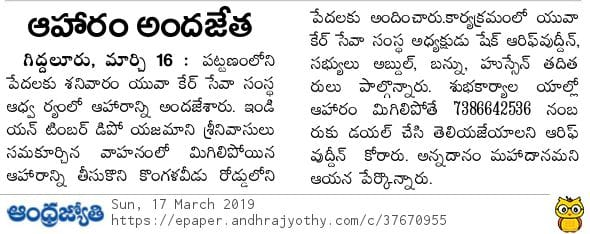 ఆహారం అందజేత
గిద్దలూరు, మార్చి 16 : పట్టణంలోని
పేదలకు శనివారం యువా కేర్ సేవా సంస్థ
ఆధ్వ ర్యంలో ఆహారాన్ని అందజేశారు. ఇండి
యన్ టింబర్ డిపో యజమాని శ్రీనివాసులు
సమకూర్చిన వాహనంలో మిగిలిపోయిన
ఆహారాన్ని తీసుకొని కొంగళవీడు రోడ్డులోని
పేదలకు అందించారు.కార్యక్రమంలో యువా
కేర్ సేవా సంస్థ అధ్యక్షుడు షేక్ ఆరిఫ్‌వుద్దీన్,
సభ్యులు అబ్దుల్, బన్ను, హుస్సేన్ తదిత
రులు పాల్గొన్నారు. శుభకార్యాల యాల్లో
ఆహారం మిగిలిపోతే 7386642536 నంబ
రుకు డయల్ చేసి తెలియజేయాలని ఆరిఫ్
వుద్దీన్ కోరారు. అన్నదానం మహాదానమని
ఆయన పేర్కొన్నారు.
ఆంధ్రజ్యోతి
Sun, 17 March 2019
https://epaper.andhrajyothy.com/c/37670955